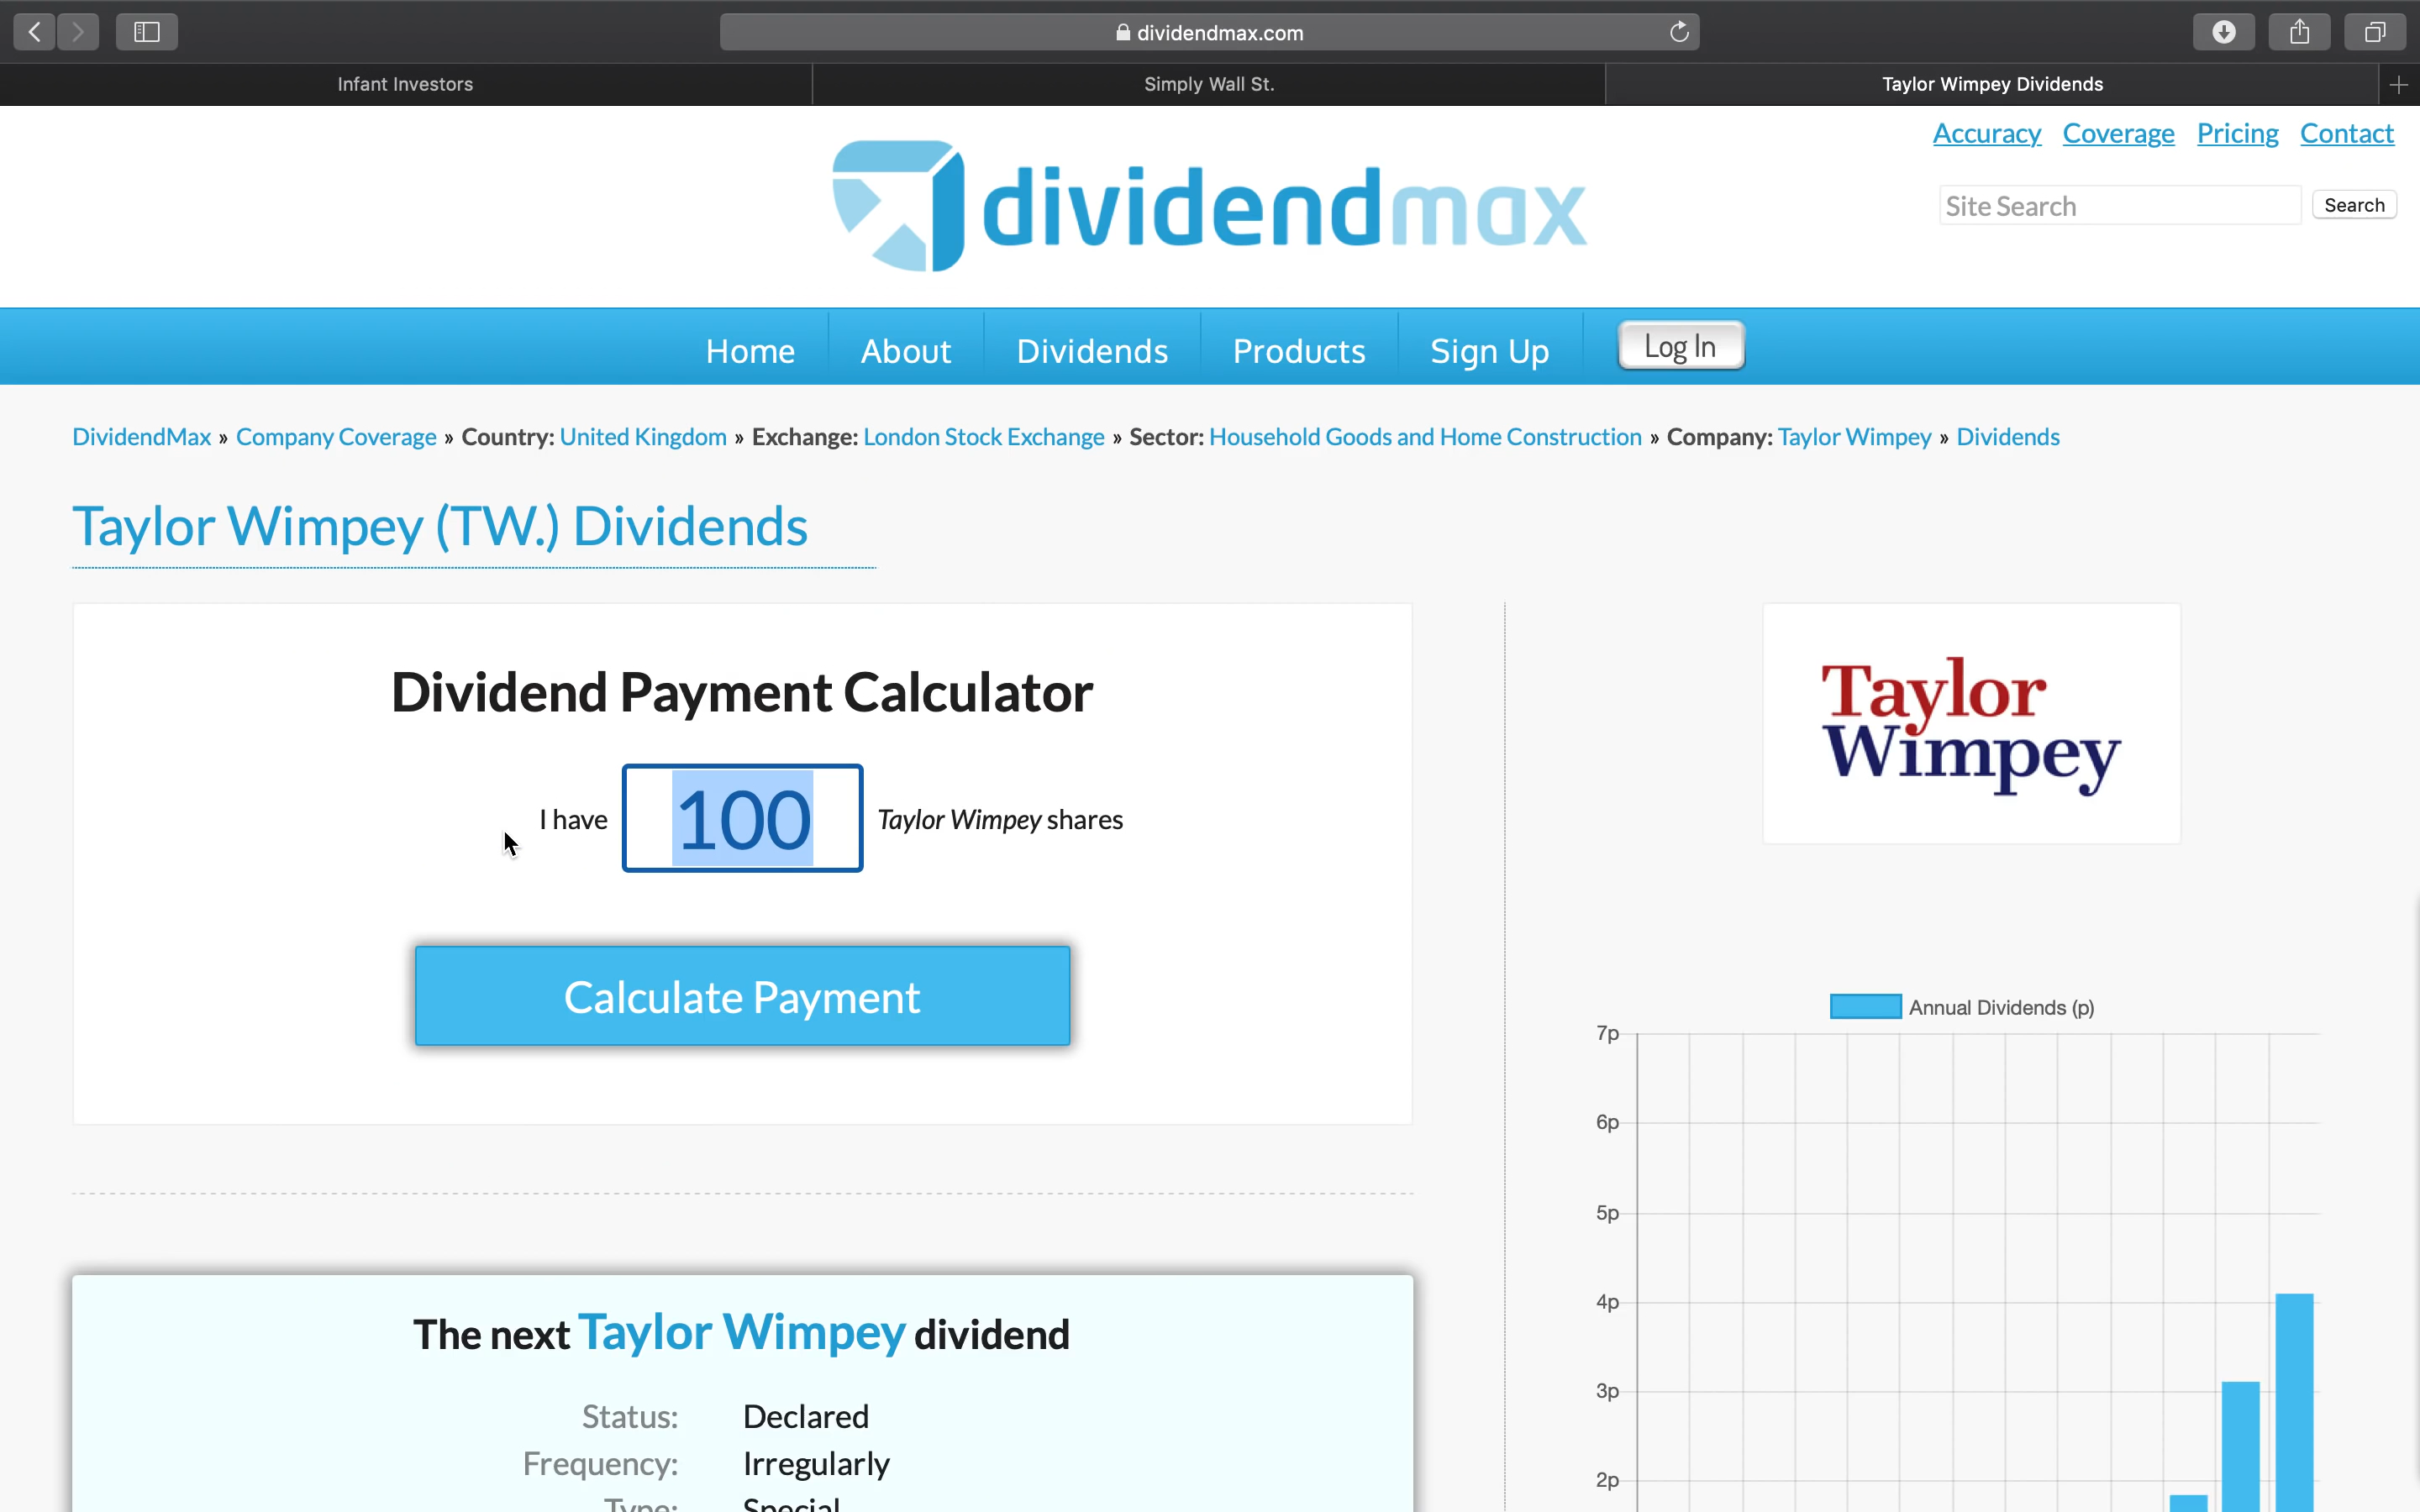 dividendmax.com
Infant Investors
Simply Wall St.
Taylor Wimpey Dividends
Accuracy Coverage Pricing Contact
dividendmax
Site Search
Search
Home About Dividends Products Sign Up Log In
DividendMax » Company Coverage » Country: United Kingdom » Exchange: London Stock Exchange » Sector: Household Goods and Home Construction » Company: Taylor Wimpey » Dividends
Taylor Wimpey (TW.) Dividends
Dividend Payment Calculator
I have 100 Taylor Wimpey shares
Calculate Payment
The next Taylor Wimpey dividend
Status: Declared
Frequency: Irregularly
Type: Special
Taylor
Wimpey
Annual Dividends (p)
7p
6p
5p
4p
3p
2p